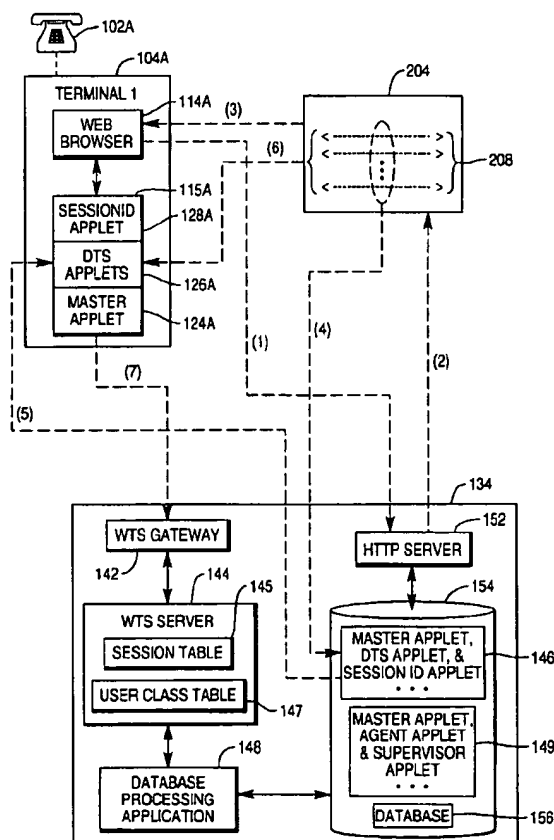 102A
104A
TERMINAL 1
114A
WEB
BROWSER
(3)
204
(6)
< >
< >
208
< >
115A
SESSIONID
APPLET
128A
DTS
APPLETS
126A
MASTER
APPLET
124A
(1)
(4)
(2)
(7)
(5)
134
WTS GATEWAY
152
HTTP SERVER
142
144
154
WTS SERVER
145
SESSION TABLE
MASTER APPLET,
DTS APPLET, &
SESSION ID APPLET
• • •
146
USER CLASS TABLE
147
148
MASTER APPLET,
AGENT APPLET
& SUPERVISOR
APPLET
• • •
149
DATABASE
PROCESSING
APPLICATION
DATABASE
156